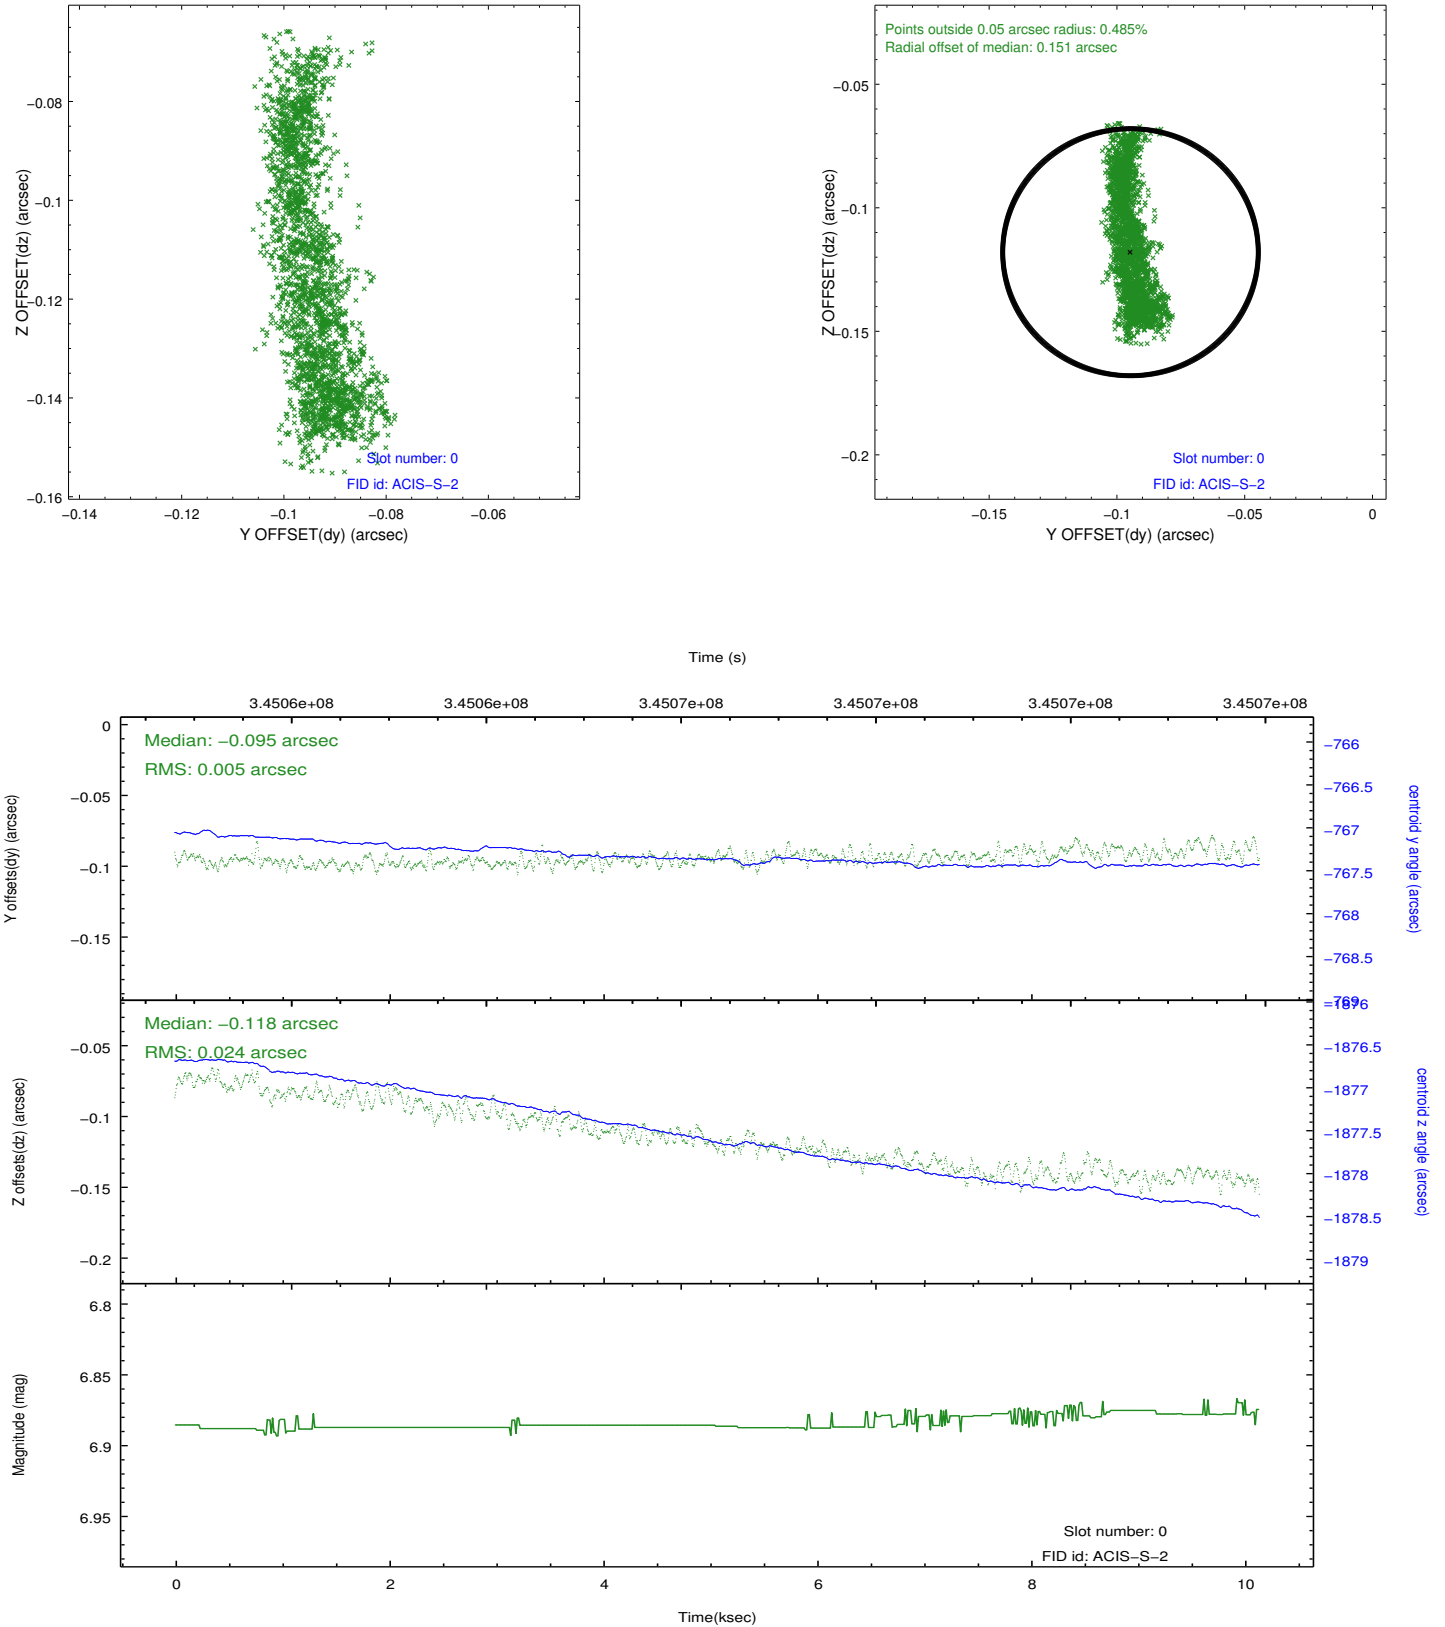 −0.08
−0.1
−0.12
−0.14
−0.16
Z OFFSET(dz) (arcsec)
−0.14
−0.12
−0.1
−0.08
−0.06
Y OFFSET(dy) (arcsec)
Slot number: 0
FID id: ACIS−S−2
Points outside 0.05 arcsec radius: 0.485%
Radial offset of median: 0.151 arcsec
−0.05
−0.1
−0.15
−0.2
Z OFFSET(dz) (arcsec)
Slot number: 0
FID id: ACIS−S−2
−0.15
−0.1
−0.05
0
Y OFFSET(dy) (arcsec)
Time (s)
3.4506e+08
3.4506e+08
3.4507e+08
3.4507e+08
3.4507e+08
3.4507e+08
Median: −0.095 arcsec
RMS: 0.005 arcsec
0
−0.05
−0.1
−0.15
Y offsets(dy) (arcsec)
−766
−766.5
−767
−767.5
−768
−768.5
−769
centroid y angle (arcsec)
Median: −0.118 arcsec
RMS: 0.024 arcsec
−0.05
−0.1
−0.15
−0.2
Z offsets(dz) (arcsec)
−1876
−1876.5
−1877
−1877.5
−1878
−1878.5
−1879
centroid z angle (arcsec)
6.8
6.85
6.9
6.95
Magnitude (mag)
Slot number: 0
FID id: ACIS−S−2
0
2
4
6
8
10
Time(ksec)